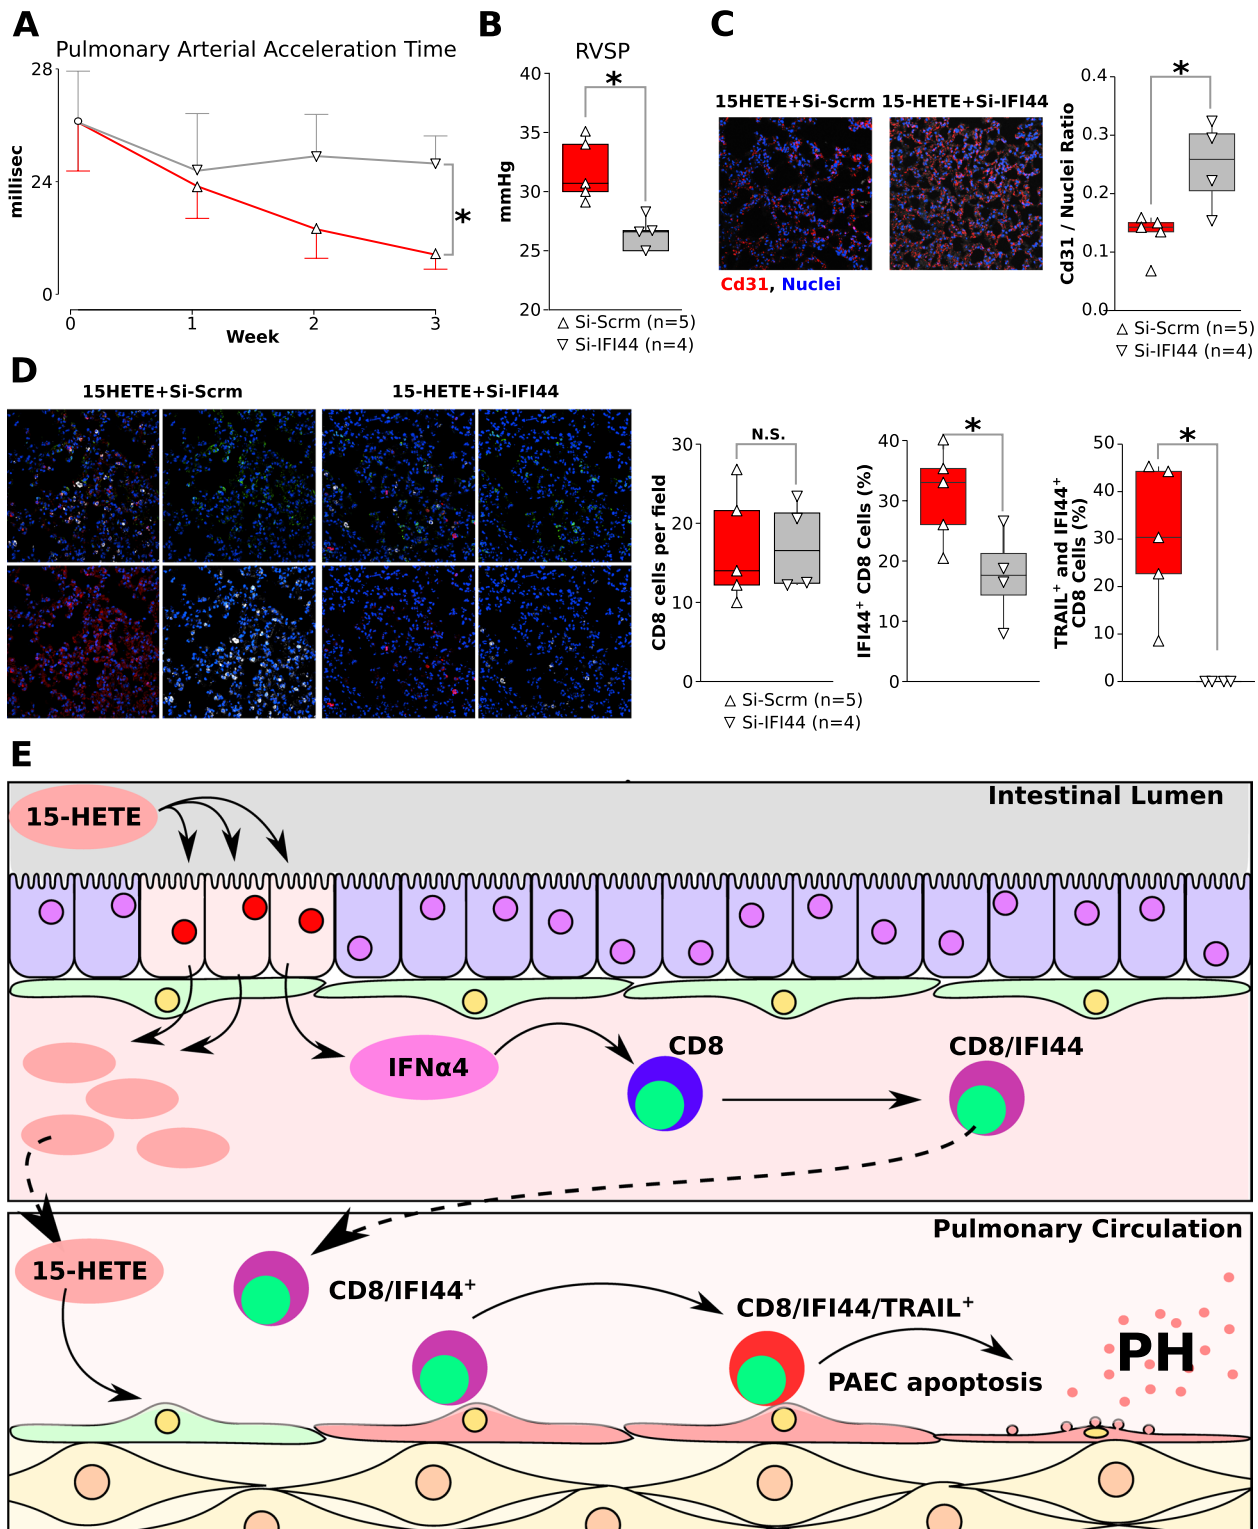 A
Pulmonary Arterial Acceleration Time
28
24
0
millisec
*
0
1
2
3
Week
B
RVSP
*
40
35
30
25
20
mmHg
Si-Scrm (n=5)
Si-IFI44 (n=4)
C
15HETE+Si-Scrm
15-HETE+Si-IFI44
Cd31, Nuclei
*
0.4
0.3
0.2
0.1
0.0
Cd31 / Nuclei Ratio
Si-Scrm (n=5)
Si-IFI44 (n=4)
D
15HETE+Si-Scrm
15-HETE+Si-IFI44
N.S.
30
20
10
0
CD8 cells per field
Si-Scrm (n=5)
Si-IFI44 (n=4)
*
40
30
20
10
0
IFI44⁺ CD8 Cells (%)
*
50
40
30
20
10
0
TRAIL⁺ and IFI44⁺
CD8 Cells (%)
E
Intestinal Lumen
15-HETE
IFNα4
CD8
CD8/IFI44
Pulmonary Circulation
15-HETE
CD8/IFI44⁺
CD8/IFI44/TRAIL⁺
PAEC apoptosis
PH